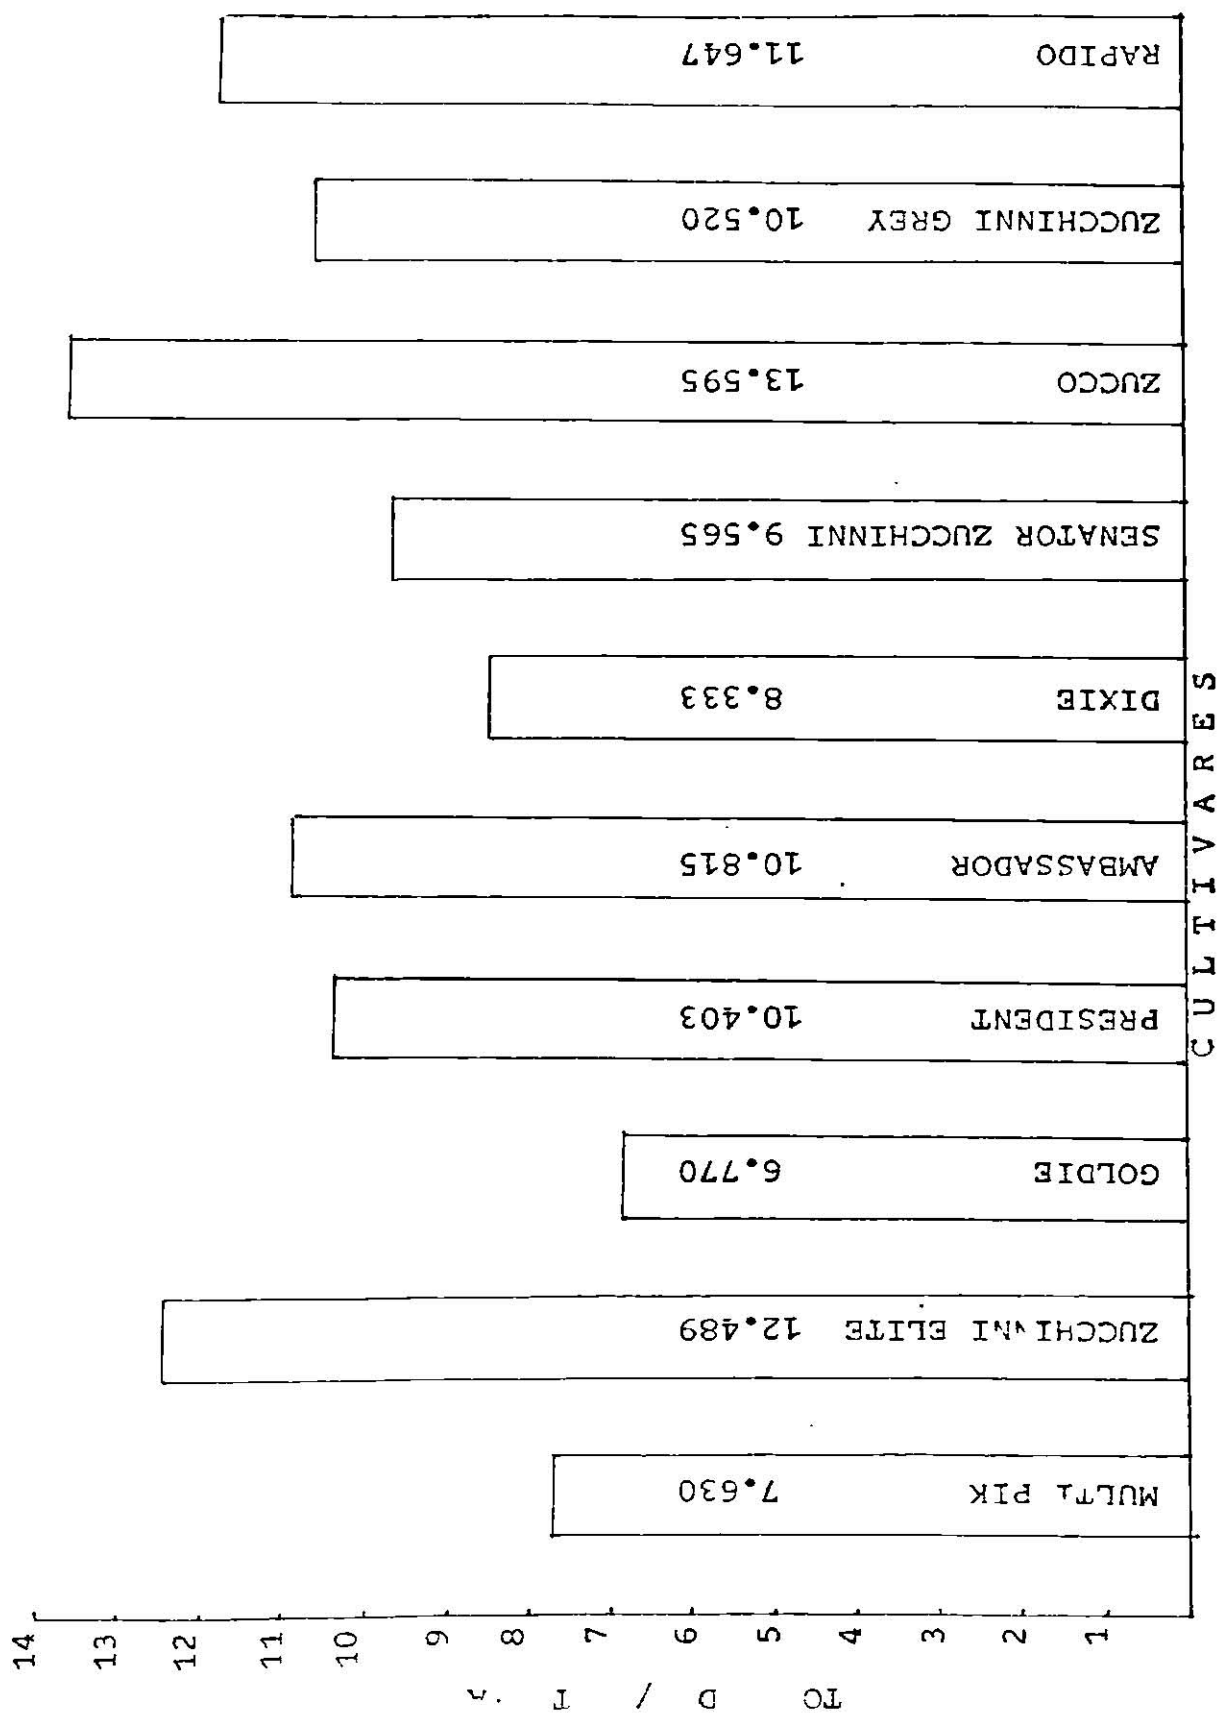 RAPIDO 11.647
ZUCCHINNI GREY 10.520
ZUCCO 13.595
SENATOR ZUCCHINNI 9.565
DIXIE 8.333
AMBASSADOR 10.815
PRESIDENT 10.403
GOLDIE 6.770
ZUCCHINNI ELITE 12.489
MULTI PIK 7.630
CULTIVARES
14
13
12
11
10
9
8
7
6
5
4
3
2
1